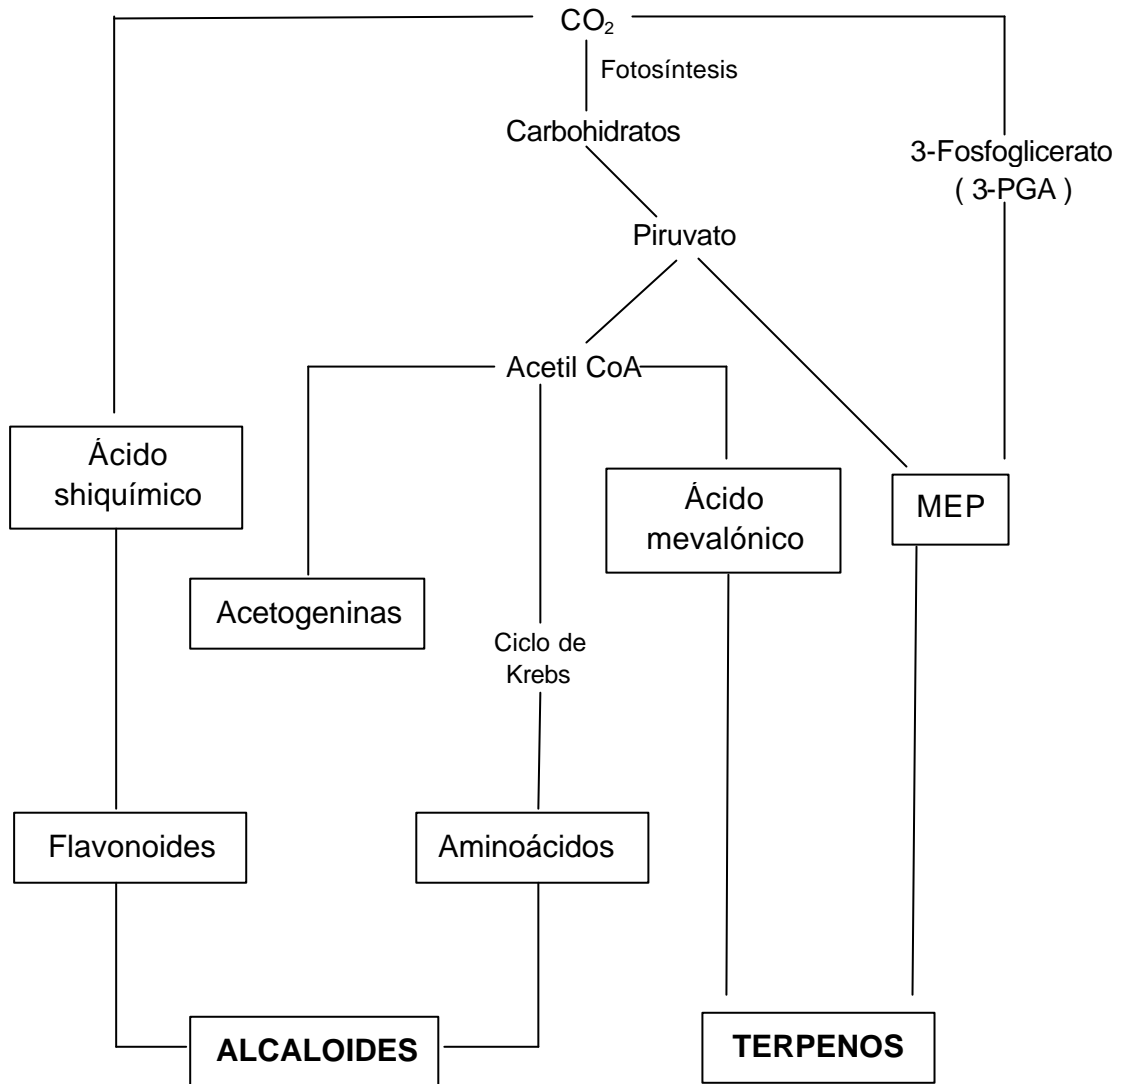 CO₂
Fotosíntesis
Carbohidratos
3-Fosfoglicerato
( 3-PGA )
Piruvato
Acetil CoA
Ácido
shiquímico
Ácido
mevalónico
MEP
Acetogeninas
Ciclo de
Krebs
Flavonoides
Aminoácidos
ALCALOIDES
TERPENOS